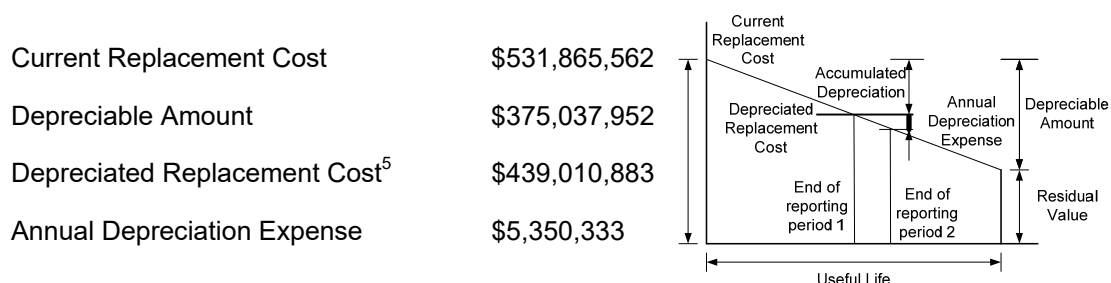 Current Replacement Cost $531,865,562
Depreciable Amount $375,037,952
Depreciated Replacement Cost5 $439,010,883
Annual Depreciation Expense $5,350,333
Current
Replacement
Cost
Accumulated
Depreciation
Depreciated
Replacement
Cost
Annual
Depreciation
Expense
Depreciable
Amount
End of
reporting
period 1
End of
reporting
period 2
Residual
Value
Useful Life